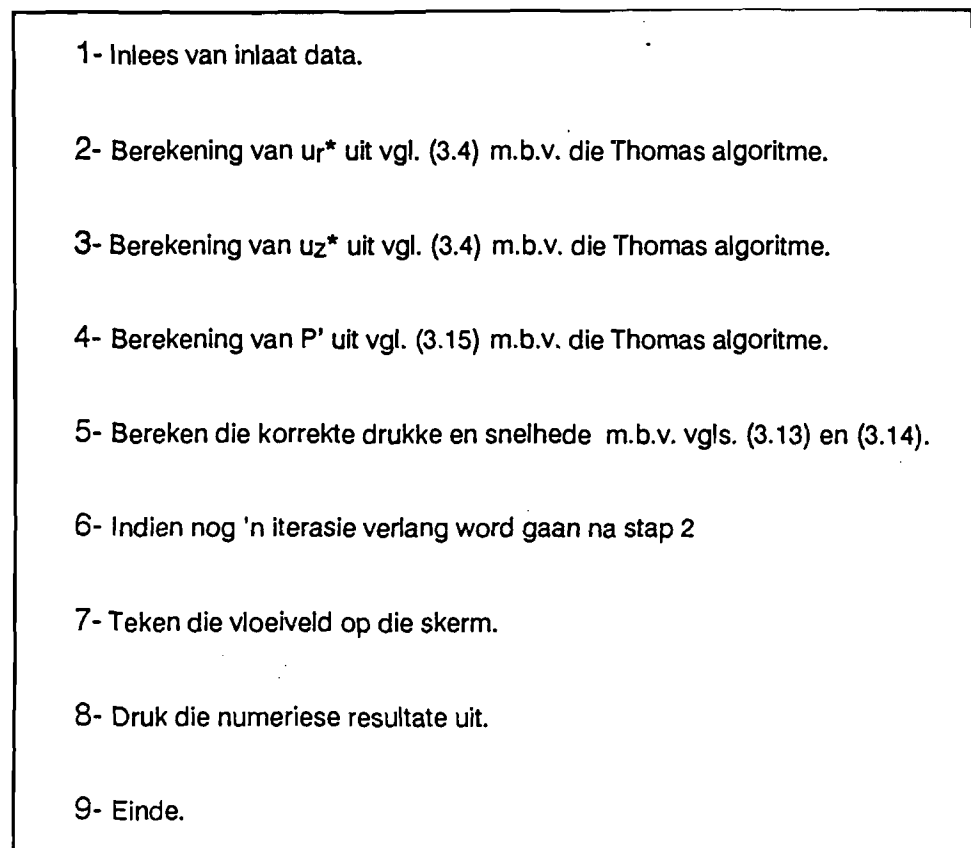 1- Inlees van inlaat data.
2- Berekening van ur* uit vgl. (3.4) m.b.v. die Thomas algoritme.
3- Berekening van uz* uit vgl. (3.4) m.b.v. die Thomas algoritme.
4- Berekening van P' uit vgl. (3.15) m.b.v. die Thomas algoritme.
5- Bereken die korrekte drukke en snelhede m.b.v. vgls. (3.13) en (3.14).
6- Indien nog 'n iterasie verlang word gaan na stap 2
7- Teken die vloeiveld op die skerm.
8- Druk die numeriese resultate uit.
9- Einde.